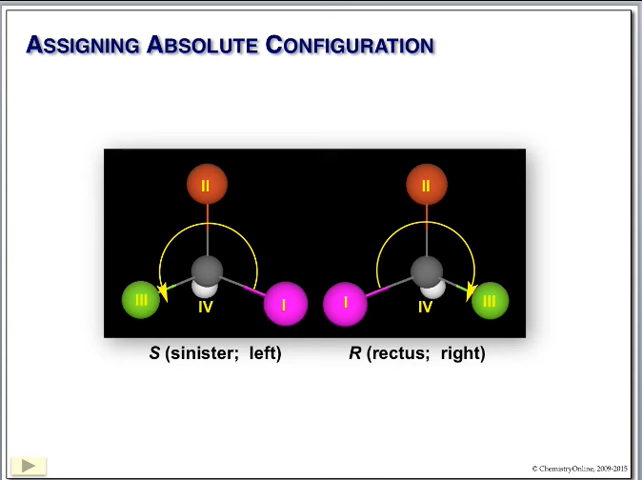 ASSIGNING ABSOLUTE CONFIGURATION
II II
III IV I I IV III
S (sinister; left) R (rectus; right)
© ChemistryOnline, 2009-2015